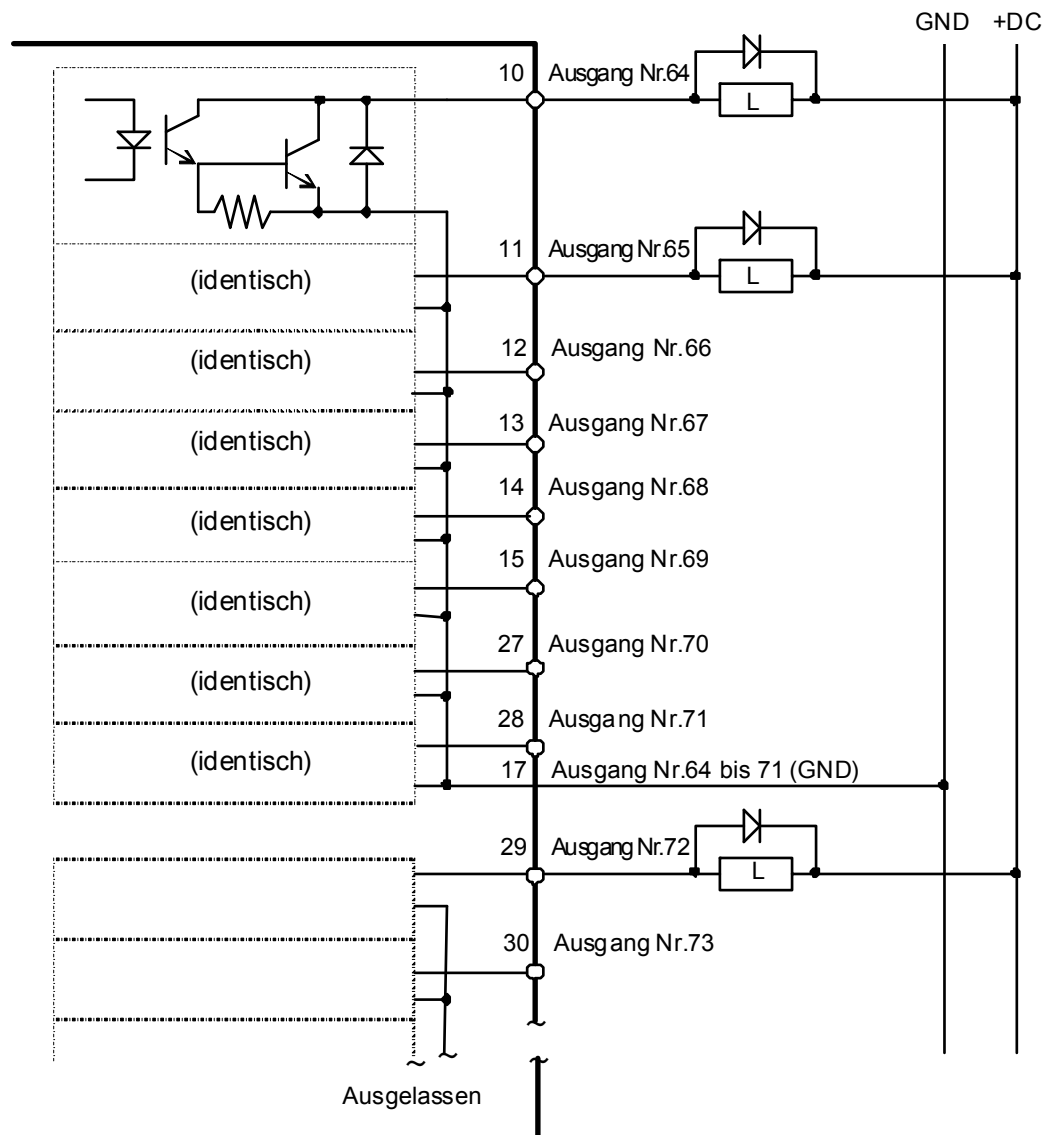 GND +DC
10 Ausgang Nr.64
L
11 Ausgang Nr.65
(identisch)
L
12 Ausgang Nr.66
(identisch)
13 Ausgang Nr.67
(identisch)
14 Ausgang Nr.68
(identisch)
15 Ausgang Nr.69
(identisch)
27 Ausgang Nr.70
(identisch)
28 Ausgang Nr.71
(identisch)
17 Ausgang Nr.64 bis 71 (GND)
29 Ausgang Nr.72
L
30 Ausgang Nr.73
Ausgelassen